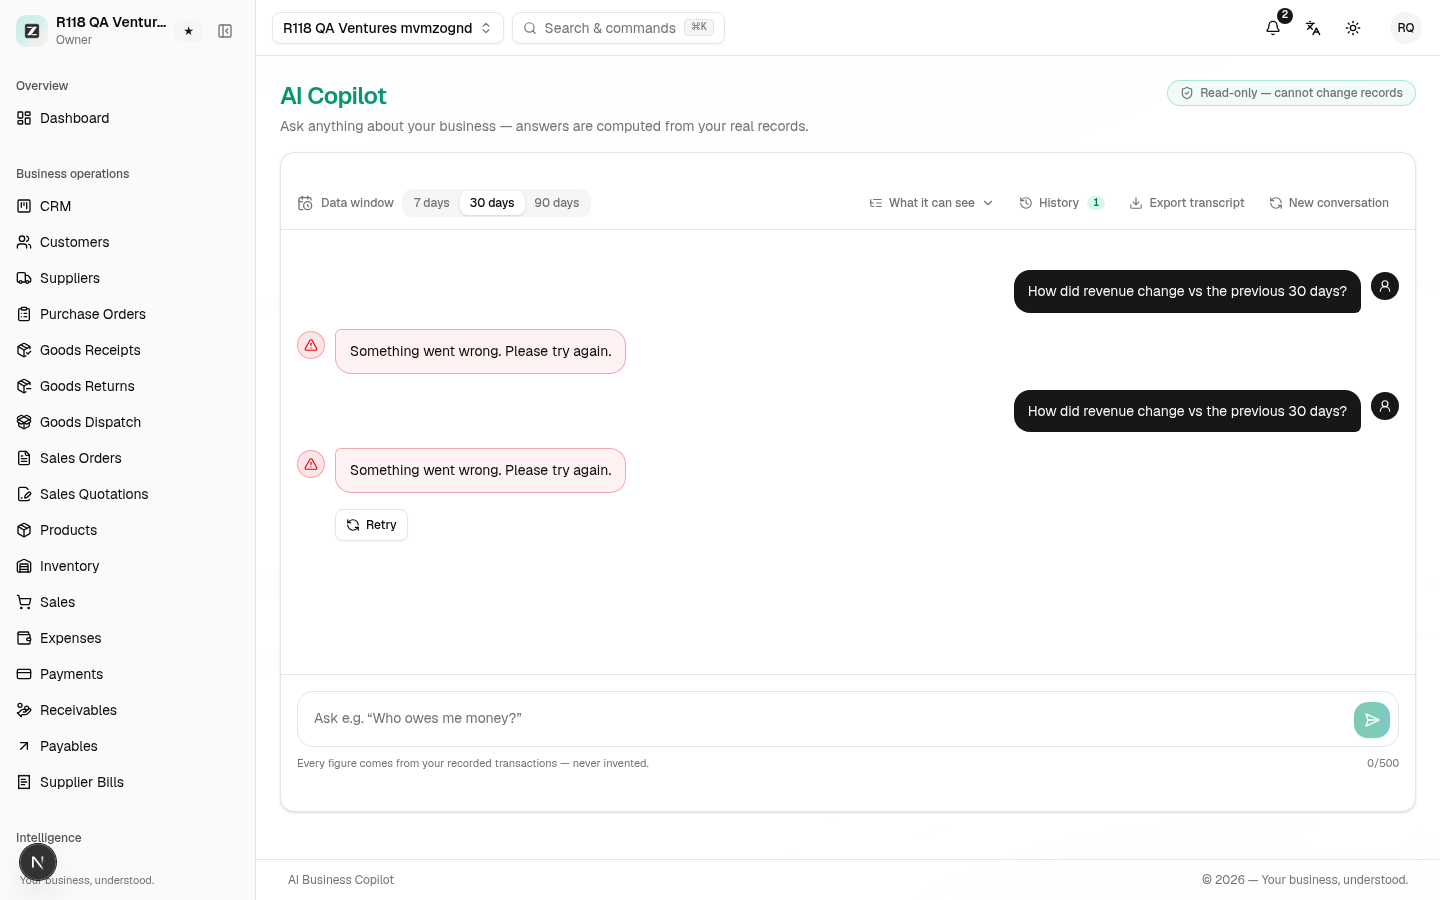 R118 QA Ventur...
Owner
R118 QA Ventures mvmzognd
Search & commands
⌘K
2
RQ
Overview
Dashboard
Business operations
CRM
Customers
Suppliers
Purchase Orders
Goods Receipts
Goods Returns
Goods Dispatch
Sales Orders
Sales Quotations
Products
Inventory
Sales
Expenses
Payments
Receivables
Payables
Supplier Bills
Intelligence
N
Your business, understood.
AI Copilot
Read-only — cannot change records
Ask anything about your business — answers are computed from your real records.
Data window
7 days
30 days
90 days
What it can see
History
1
Export transcript
New conversation
How did revenue change vs the previous 30 days?
Something went wrong. Please try again.
How did revenue change vs the previous 30 days?
Something went wrong. Please try again.
Retry
Ask e.g. “Who owes me money?”
Every figure comes from your recorded transactions — never invented.
0/500
AI Business Copilot
© 2026 — Your business, understood.